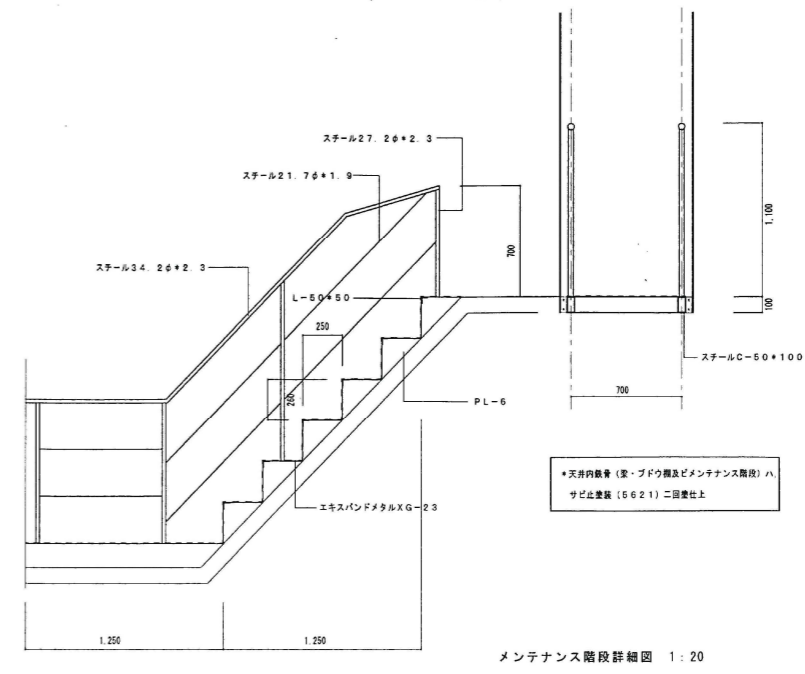 スチール27.2φ*2.3
スチール21.7φ*1.9
スチール34.2φ*2.3
L-50*50
250
260
700
1,100
100
スチールC-50*100
700
PL-6
*天井内鉄骨(梁・ブドウ棚及ビメンテナンス階段)ハ、
サビ止塗装(5621)二回塗仕上
エキスパンドメタルXG-23
1.250
1.250
メンテナンス階段詳細図 1:20